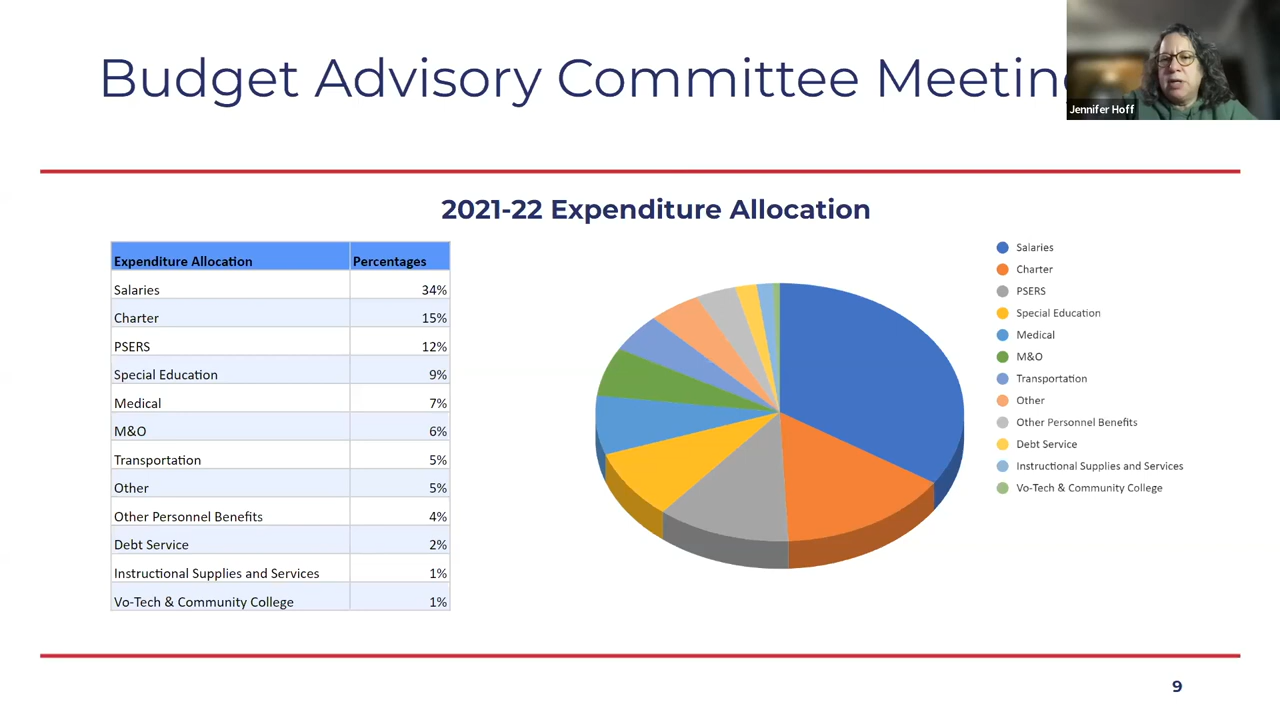 Budget Advisory Committee Meeting
Jennifer Hoff
2021-22 Expenditure Allocation
Expenditure Allocation Percentages
Salaries 34%
Charter 15%
PSERS 12%
Special Education 9%
Medical 7%
M&O 6%
Transportation 5%
Other 5%
Other Personnel Benefits 4%
Debt Service 2%
Instructional Supplies and Services 1%
Vo-Tech & Community College 1%
Salaries
Charter
PSERS
Special Education
Medical
M&O
Transportation
Other
Other Personnel Benefits
Debt Service
Instructional Supplies and Services
Vo-Tech & Community College
9